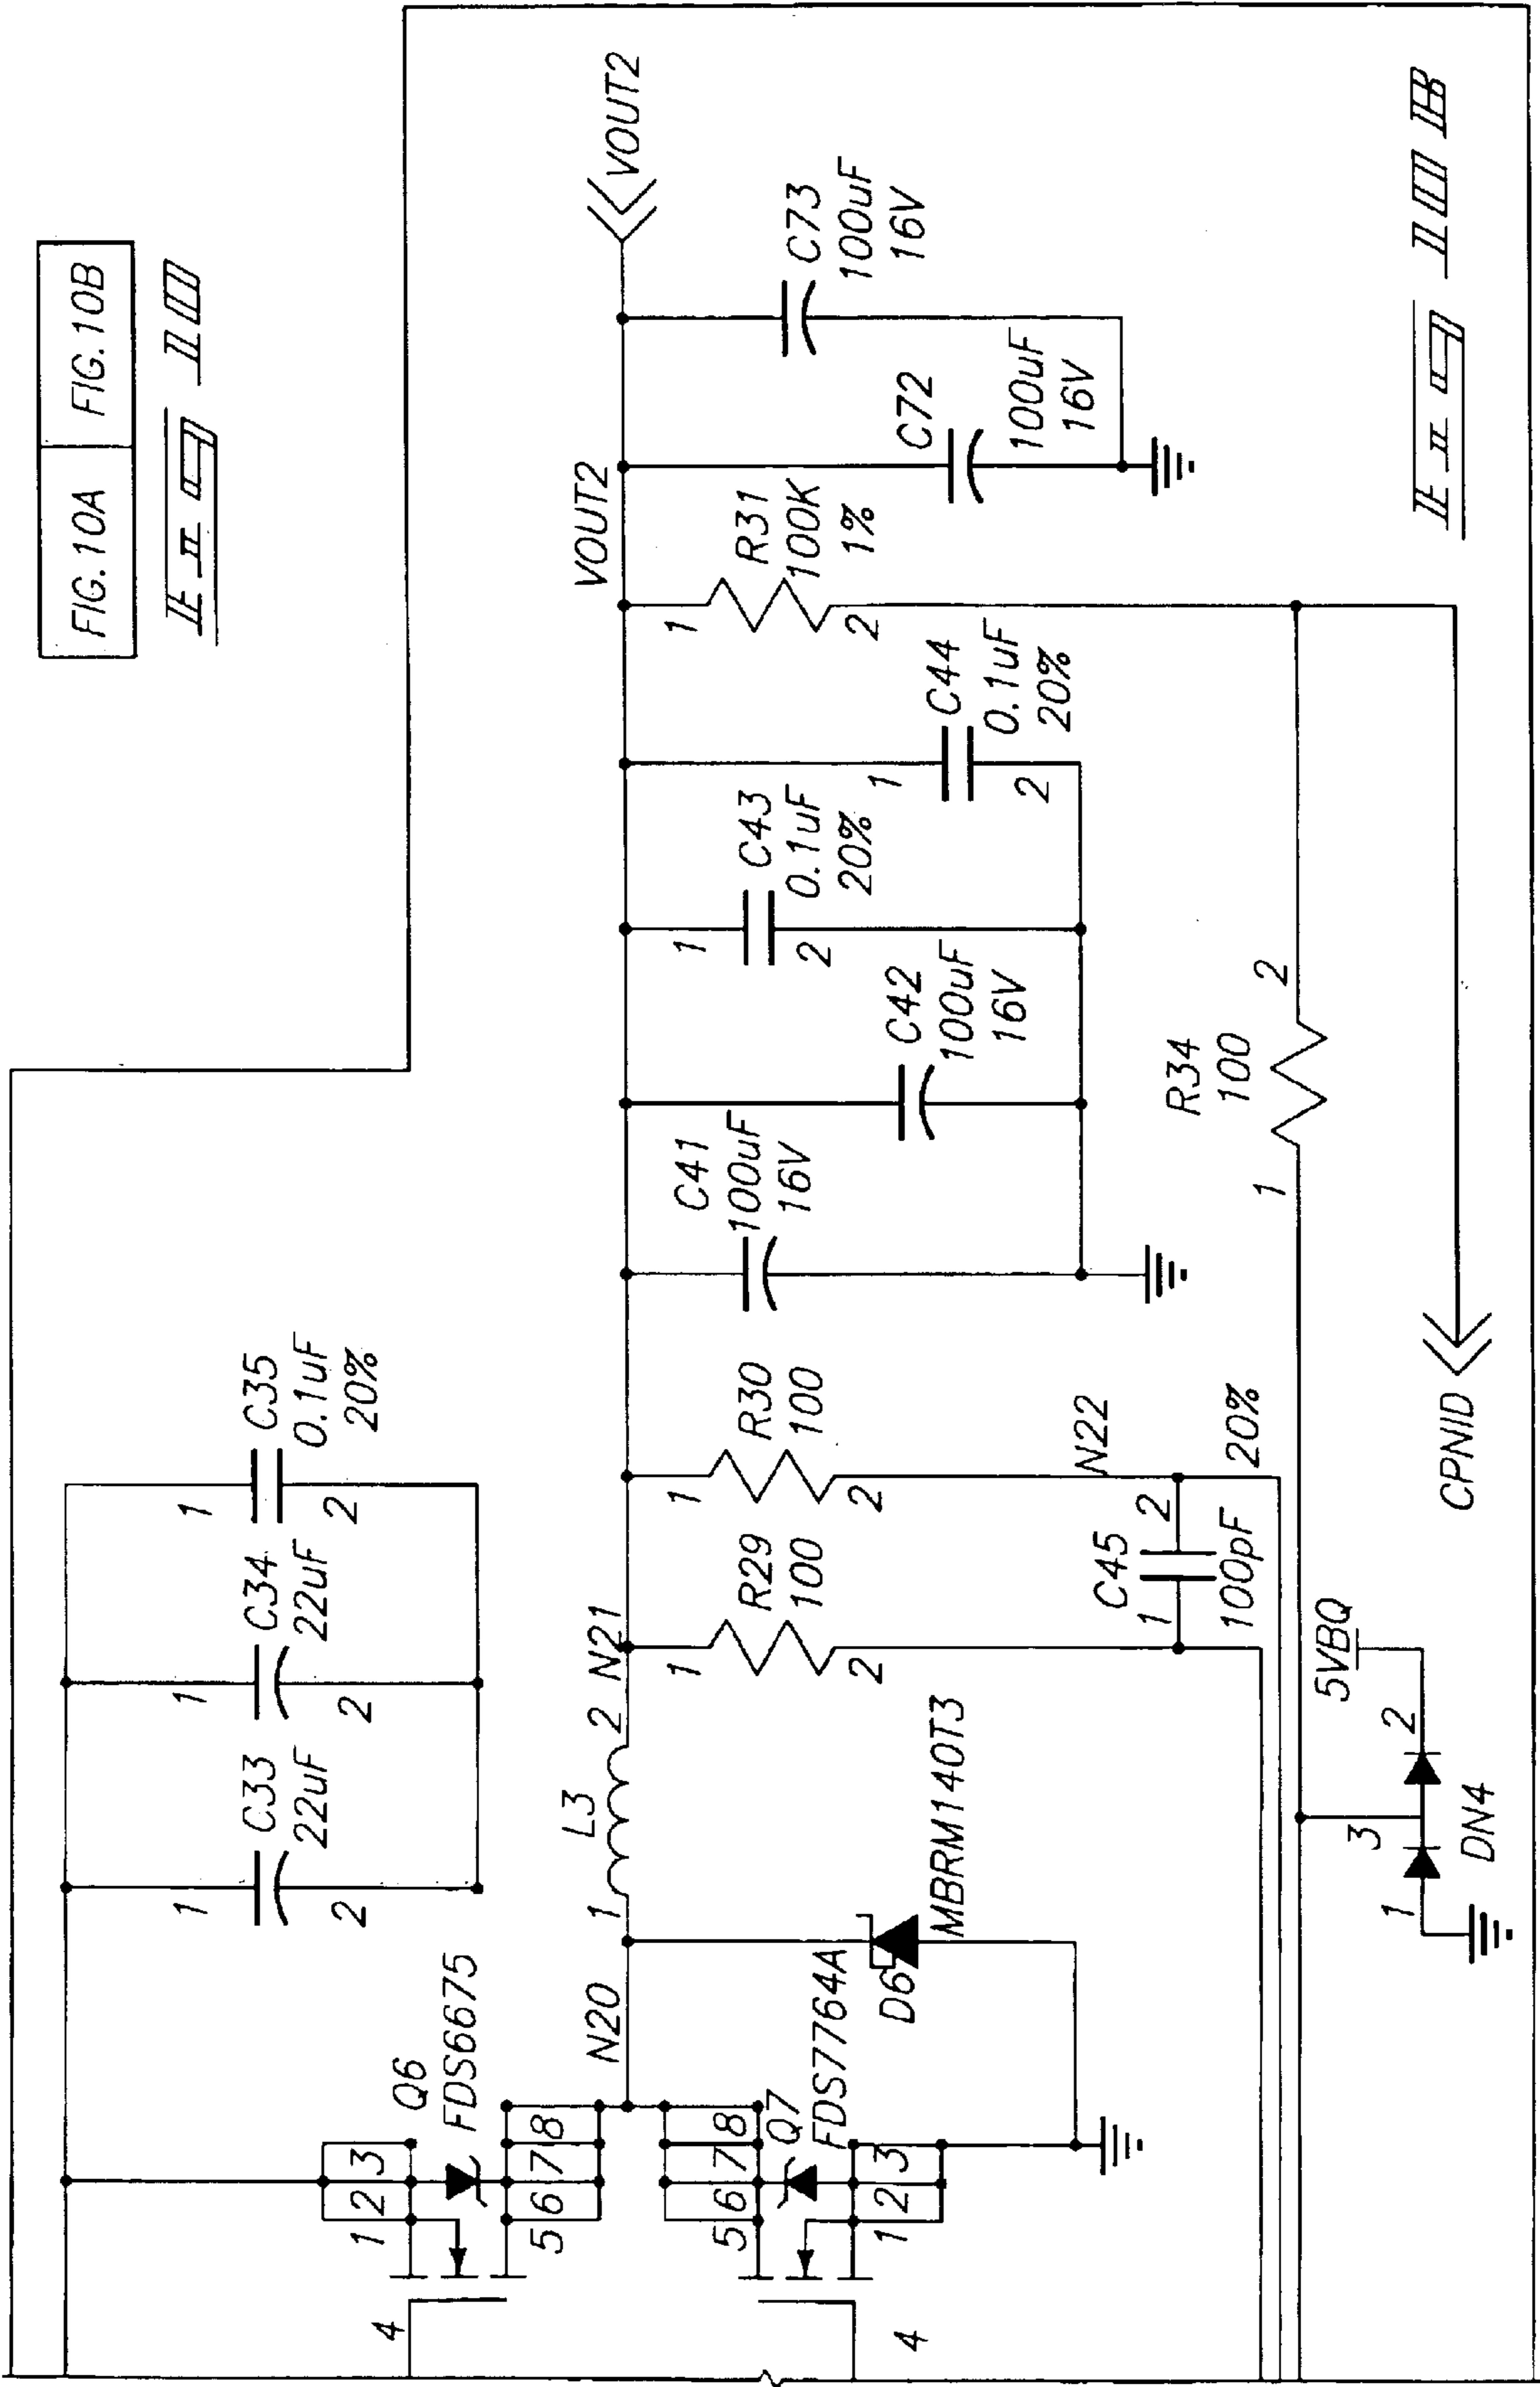 FIG.10A FIG.10B
Fig 10
4
1 2 3
Q6
FDS6675
5 6 7 8
1
C33
22uF
2
1
C34
22uF
2
1
C35
0.1uF
20%
2
N20
1 L3 2
N21
VOUT2
VOUT2
5 6 7 8
Q7
FDS7764A
1 2 3
4
D6
MBRM140T3
1
R29
100
2
1
R30
100
2
N22
1 C45 2
100pF
20%
C41
100uF
16V
C42
100uF
16V
1
C43
0.1uF
20%
2
1
C44
0.1uF
20%
2
1
R31
100K
1%
2
C72
100uF
16V
C73
100uF
16V
R34
100
1 2
5VBQ
1 3 2
DN4
CPNID
Fig 10B